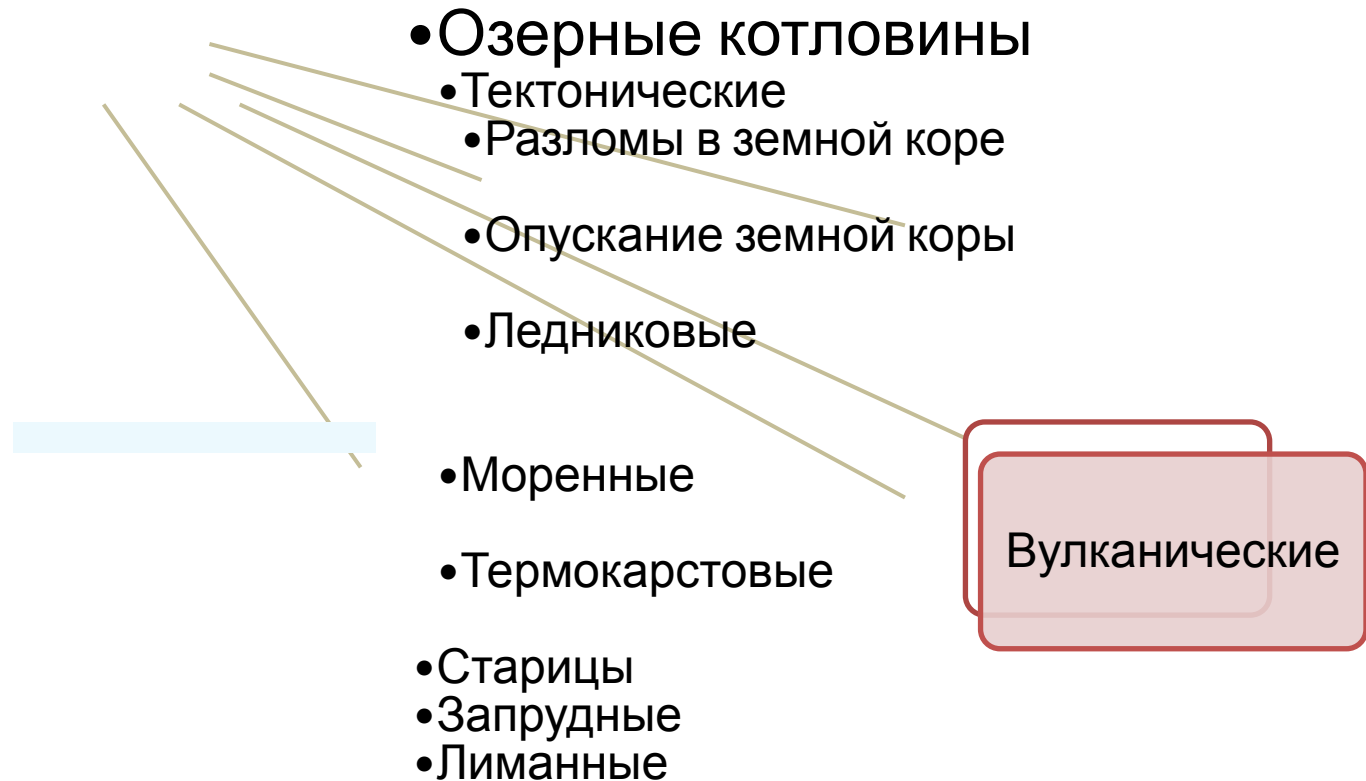 •Озерные котловины
•Тектонические
•Разломы в земной коре
•Опускание земной коры
•Ледниковые
•Моренные
•Термокарстовые
•Старицы
•Запрудные
•Лиманные
Вулканические